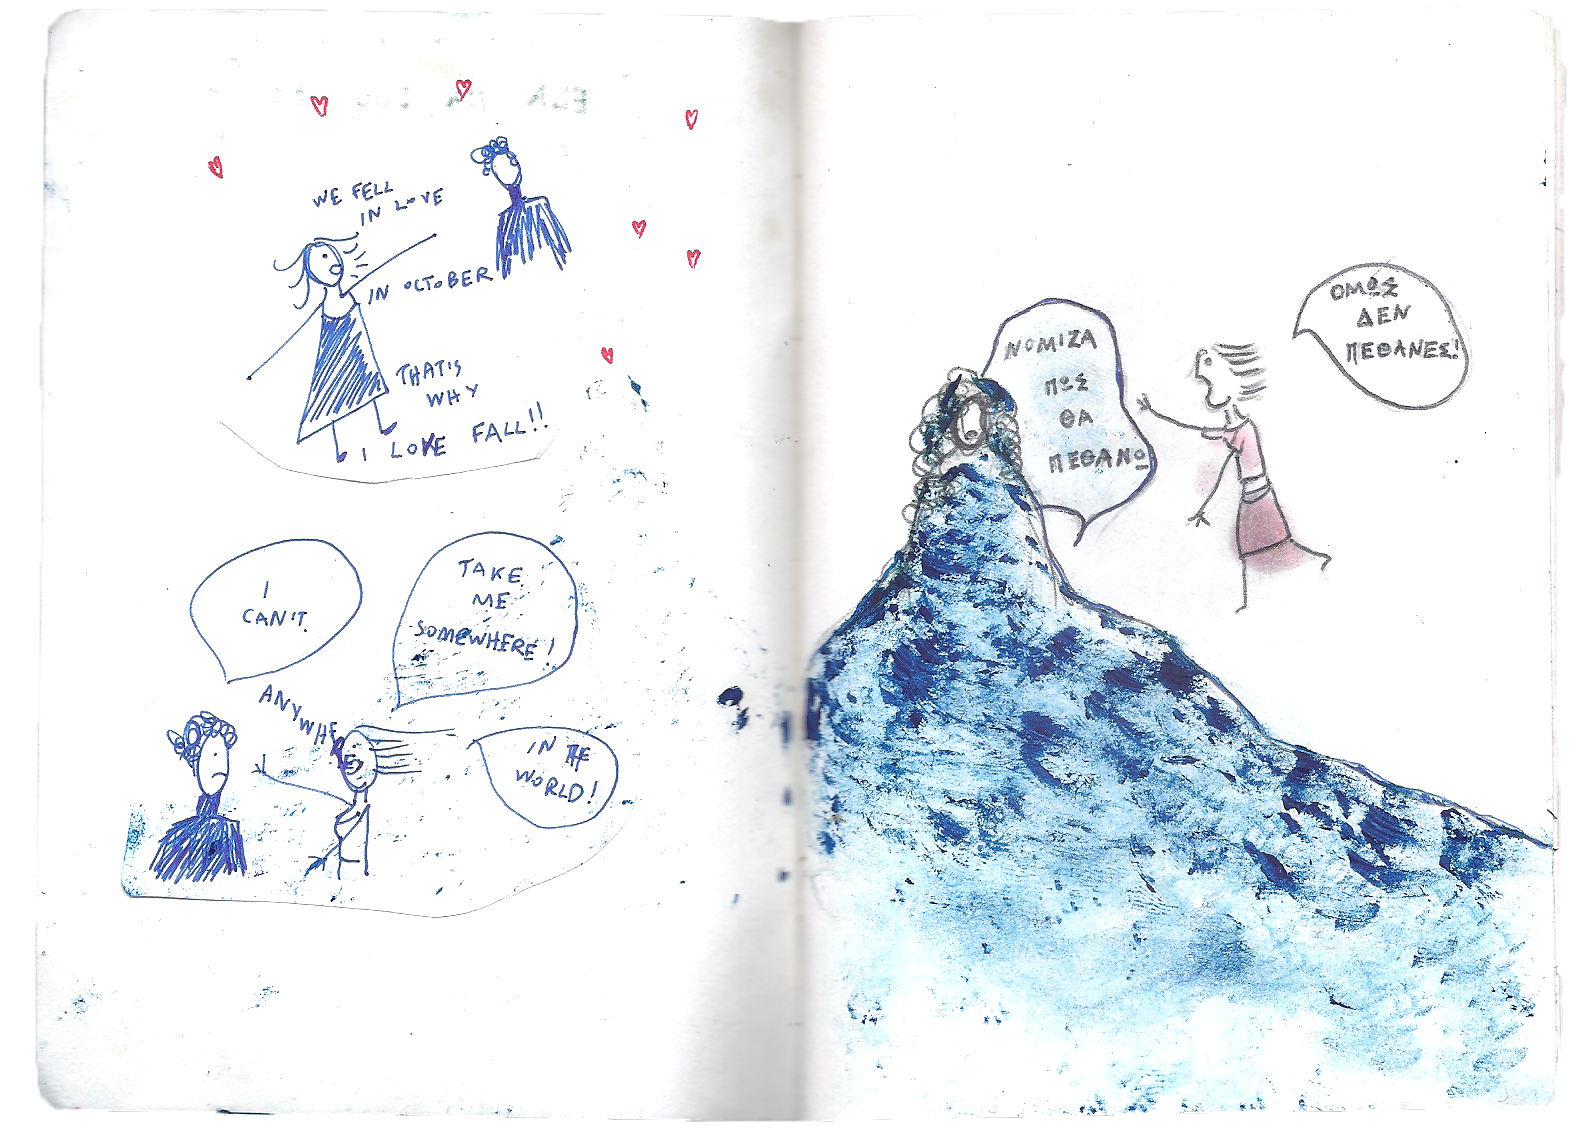 WE FELL
IN LOVE
IN OCTOBER
THAT'S
WHY
I LOVE FALL!!
I
CAN'T.
TAKE
ME
SOMEWHERE!
ANYWHERE
IN THE
WORLD!
ΝΟΜΙΖΑ
ΠΩΣ
ΘΑ
ΠΕΘΑΝΩ
ΟΜΩΣ
ΔΕΝ
ΠΕΘΑΝΕΣ!